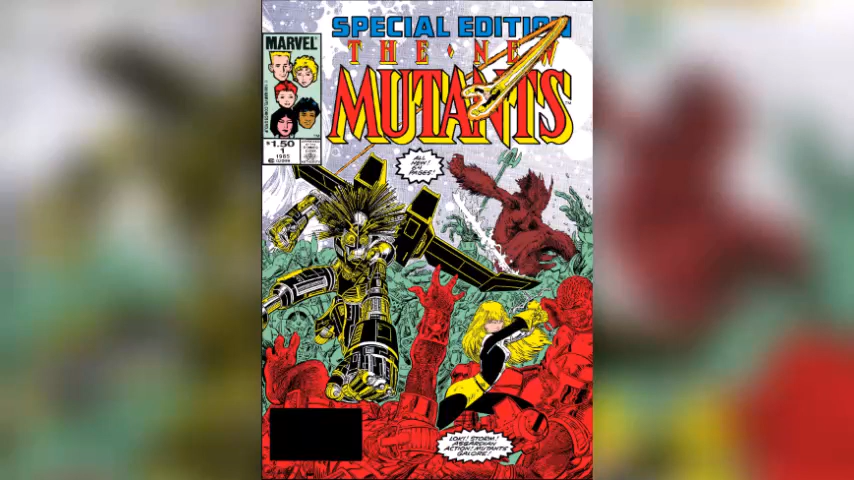 SPECIAL EDITION
THE NEW
MUTANTS
MARVEL
$1.50
1
1985
ALL
NEW!
64
PAGES!
LOKI! STORM!
ASGARDIAN
ACTION! MUTANTS
GALORE!